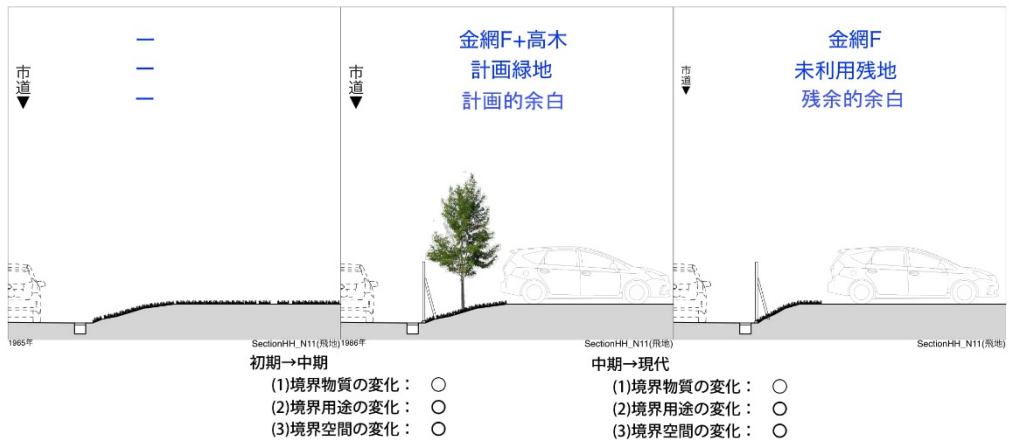 市道▼
—
—
—
1965年
SectionHH_N11(飛地)
市道▼
金網F+高木
計画緑地
計画的余白
1986年
SectionHH_N11(飛地)
市道▼
金網F
未利用残地
残余的余白
SectionHH_N11(飛地)
初期→中期
(1)境界物質の変化： ○
(2)境界用途の変化： ○
(3)境界空間の変化： ○
中期→現代
(1)境界物質の変化： ○
(2)境界用途の変化： ○
(3)境界空間の変化： ○